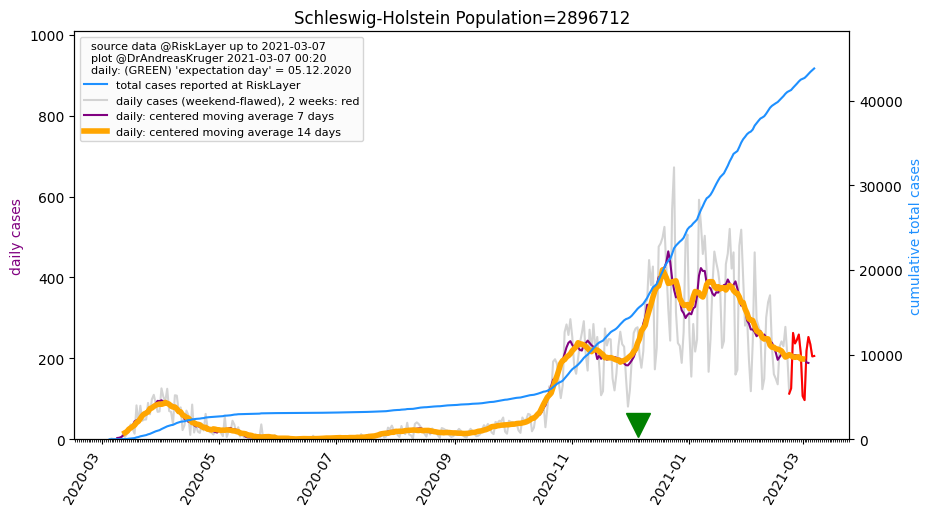 Schleswig-Holstein Population=2896712
source data @RiskLayer up to 2021-03-07
plot @DrAndreasKruger 2021-03-07 00:20
daily: (GREEN) 'expectation day' = 05.12.2020
total cases reported at RiskLayer
daily cases (weekend-flawed), 2 weeks: red
daily: centered moving average 7 days
daily: centered moving average 14 days
daily cases
1000
800
600
400
200
0
cumulative total cases
40000
30000
20000
10000
0
2020-03
2020-05
2020-07
2020-09
2020-11
2021-01
2021-03